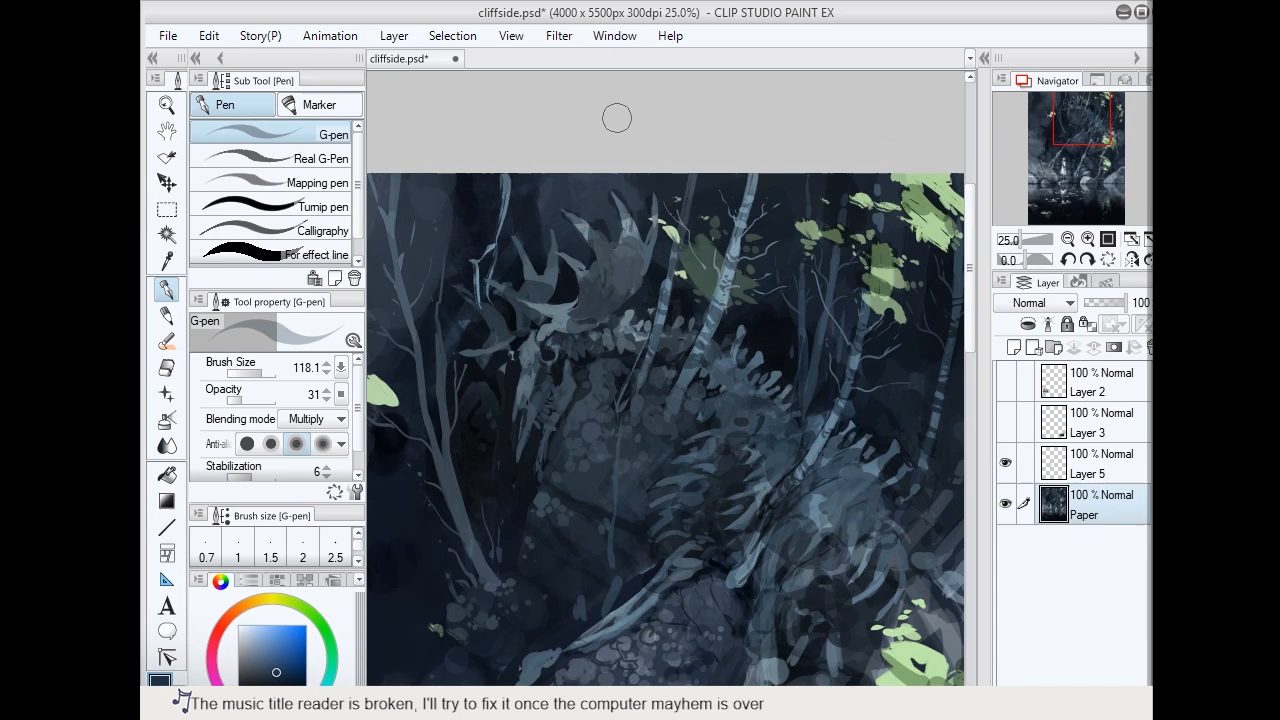 cliffside.psd* (4000 x 5500px 300dpi 25.0%) - CLIP STUDIO PAINT EX
File Edit Story(P) Animation Layer Selection View Filter Window Help
cliffside.psd*
Sub Tool [Pen]
Navigator
Pen Marker
G-pen
Real G-Pen
Mapping pen
Turnip pen
Calligraphy
For effect line
25.0
0.0
Tool property [G-pen]
Layer
Normal 100
G-pen
Brush Size 118.1
Opacity 31
Blending mode Multiply
Anti-ali
Stabilization 6
100 % Normal
Layer 2
100 % Normal
Layer 3
100 % Normal
Layer 5
100 % Normal
Paper
Brush size [G-pen]
0.7 1 1.5 2 2.5
A
The music title reader is broken, I'll try to fix it once the computer mayhem is over